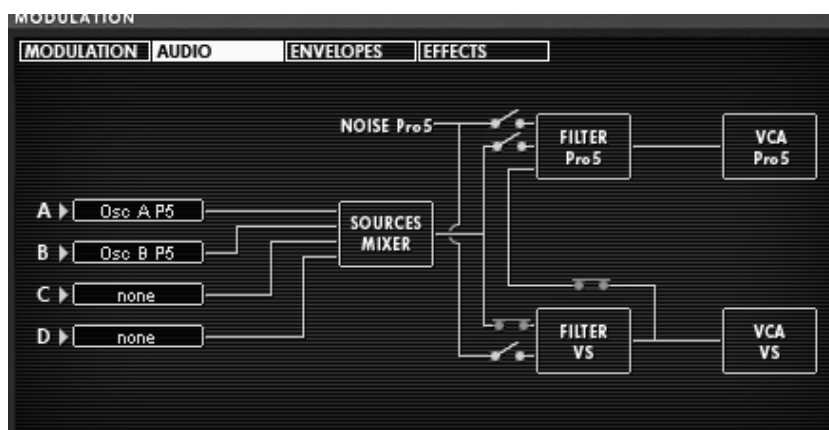 MODULATION
MODULATION AUDIO ENVELOPES EFFECTS
NOISE Pro5
FILTER
Pro5
VCA
Pro5
A Osc A P5
B Osc B P5
C none
D none
SOURCES
MIXER
FILTER
VS
VCA
VS